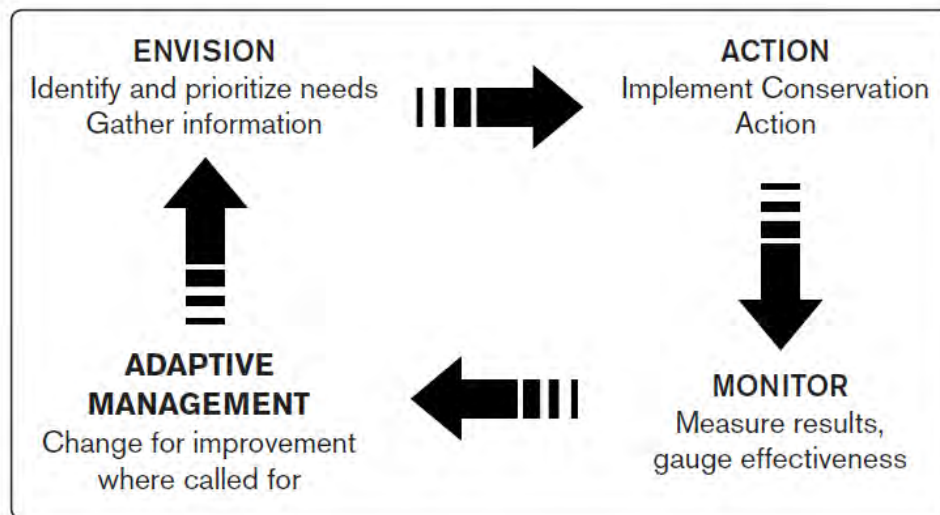 ENVISION
Identify and prioritize needs
Gather information
ACTION
Implement Conservation
Action
ADAPTIVE
MANAGEMENT
Change for improvement
where called for
MONITOR
Measure results,
gauge effectiveness